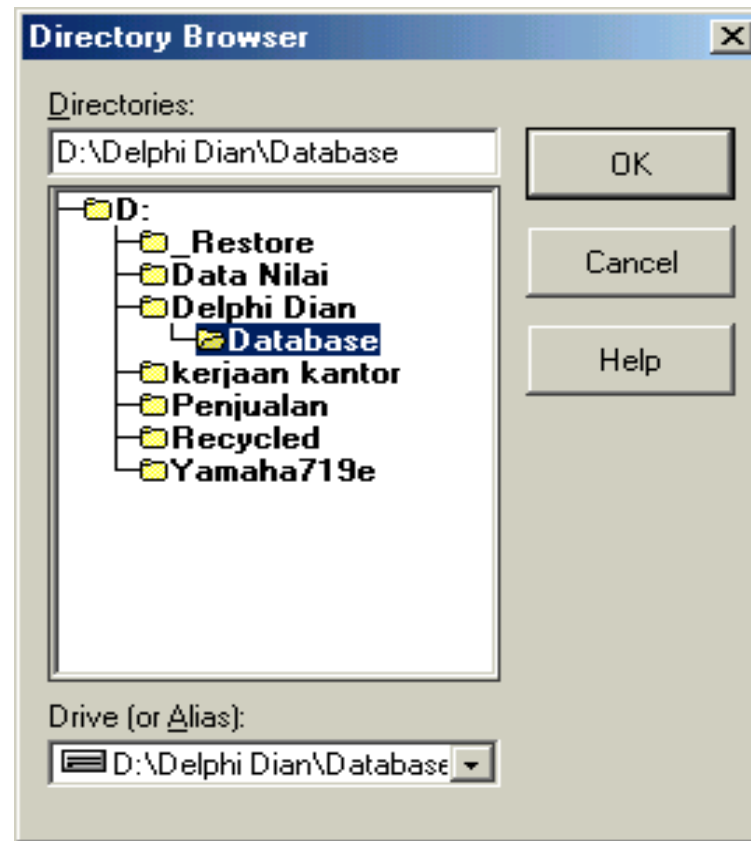 Directory Browser
Directories:
D:\Delphi Dian\Database
OK
D:
_Restore
Data Nilai
Cancel
Delphi Dian
Database
Help
kerjaan kantor
Penjualan
Recycled
Yamaha719e
Drive (or Alias):
D:\Delphi Dian\Database